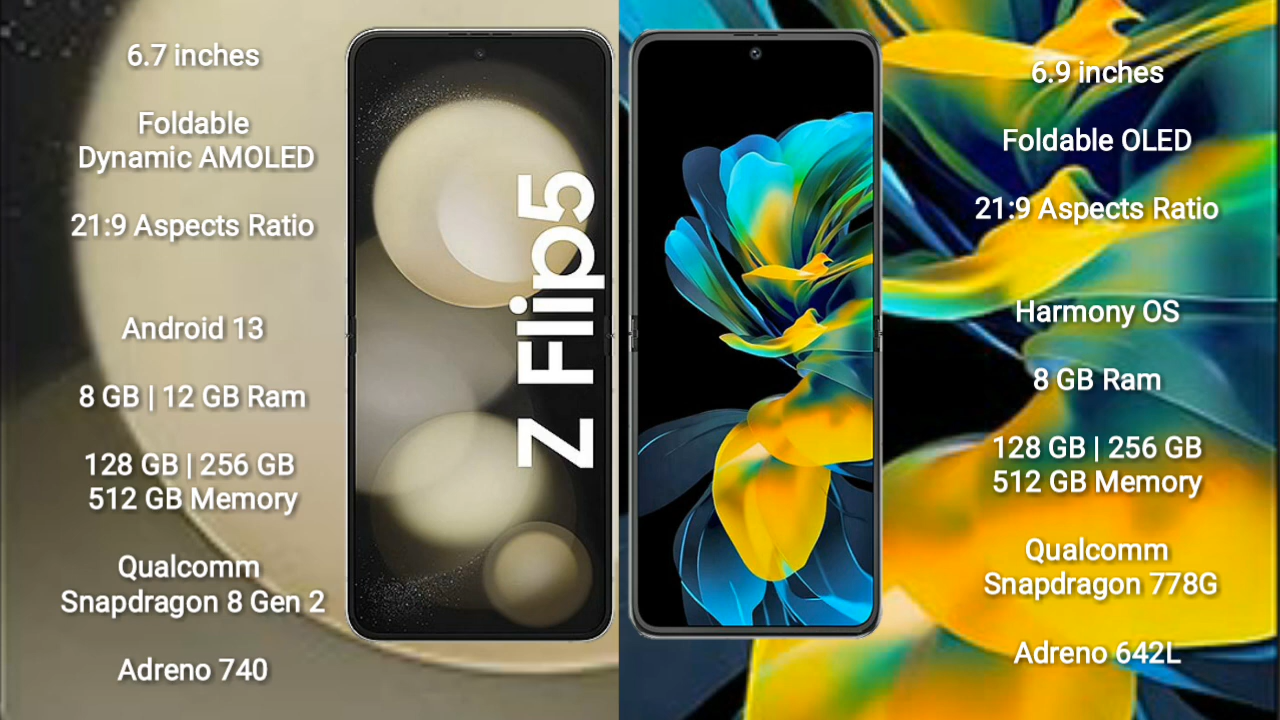 6.7 inches
Foldable
Dynamic AMOLED
21:9 Aspects Ratio
Android 13
8 GB | 12 GB Ram
128 GB | 256 GB
512 GB Memory
Qualcomm
Snapdragon 8 Gen 2
Adreno 740
Z Flip5
6.9 inches
Foldable OLED
21:9 Aspects Ratio
Harmony OS
8 GB Ram
128 GB | 256 GB
512 GB Memory
Qualcomm
Snapdragon 778G
Adreno 642L